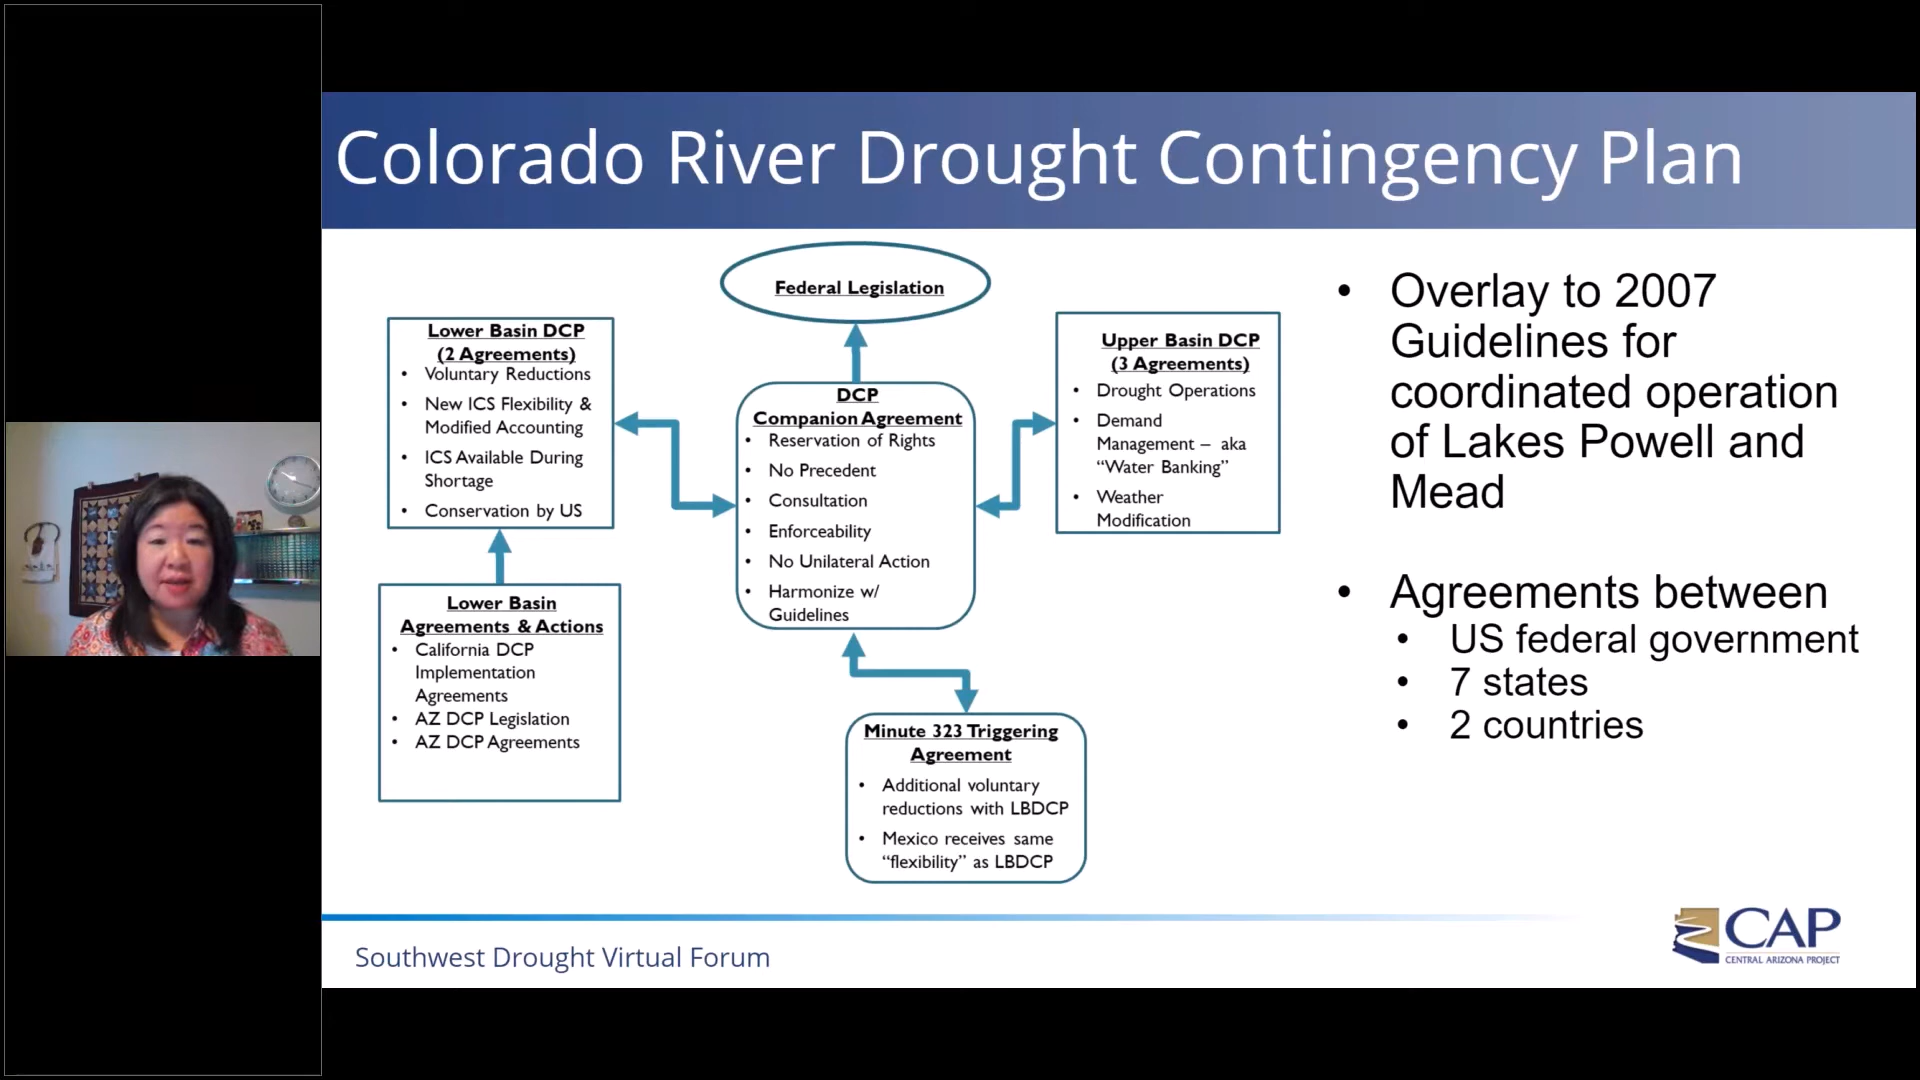 Colorado River Drought Contingency Plan
Federal Legislation
Lower Basin DCP
(2 Agreements)
• Voluntary Reductions
• New ICS Flexibility &
Modified Accounting
• ICS Available During
Shortage
• Conservation by US
Lower Basin
Agreements & Actions
• California DCP
Implementation
Agreements
• AZ DCP Legislation
• AZ DCP Agreements
DCP
Companion Agreement
• Reservation of Rights
• No Precedent
• Consultation
• Enforceability
• No Unilateral Action
• Harmonize w/
Guidelines
Upper Basin DCP
(3 Agreements)
• Drought Operations
• Demand
Management – aka
“Water Banking”
• Weather
Modification
Minute 323 Triggering
Agreement
• Additional voluntary
reductions with LBDCP
• Mexico receives same
“flexibility” as LBDCP
• Overlay to 2007
Guidelines for
coordinated operation
of Lakes Powell and
Mead
• Agreements between
• US federal government
• 7 states
• 2 countries
Southwest Drought Virtual Forum
CAP
CENTRAL ARIZONA PROJECT